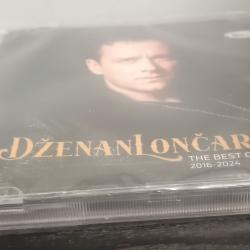 DŽENANLONČAR
THE BEST O
2016-2024